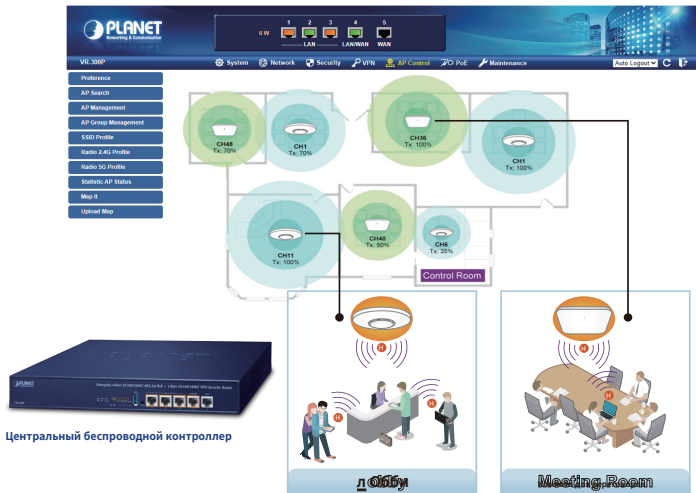 PLANET
Networking & Communication
1 2 3 4 5
6 W
LAN LAN/WAN WAN
VR-300P
System Network Security VPN AP Control PoE Maintenance
Auto Logout
Preference
AP Search
AP Management
AP Group Management
SSID Profile
Radio 2.4G Profile
Radio 5G Profile
Statistic AP Status
Map It
Upload Map
CH48
Tx: 70%
CH1
Tx: 70%
CH36
Tx: 100%
CH1
Tx: 100%
CH11
Tx: 100%
CH40
Tx: 50%
CH6
Tx: 35%
Control Room
H
H
H
H
H
PLANET
Центральный беспроводной контроллер
Meeting Room